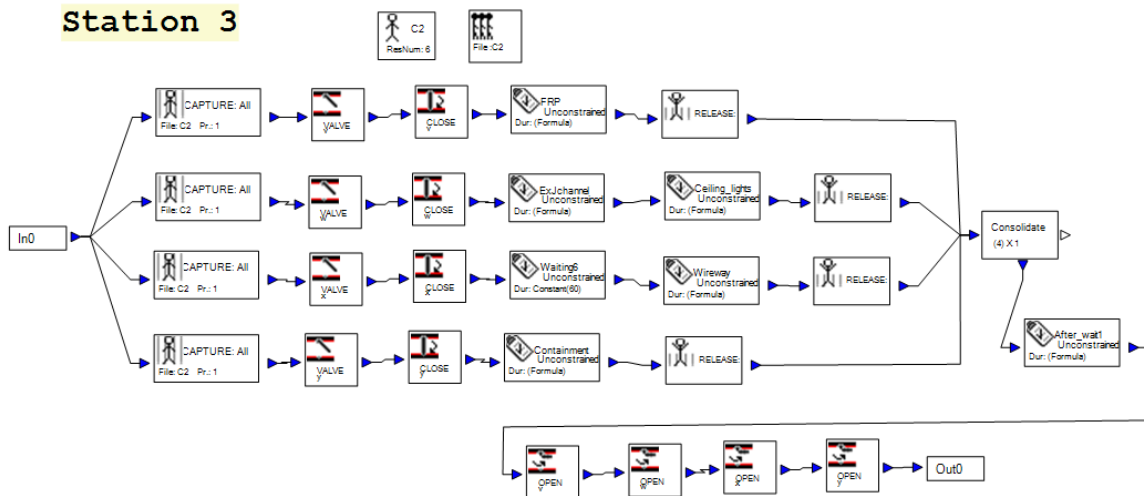 Station 3
C2
ResNum: 6
File :C2
In0
CAPTURE: All
File: C2 Pr.: 1
VALVE
v
CLOSE
v
FRP
Unconstrained
Dur: (Formula)
RELEASE:
CAPTURE: All
File: C2 Pr.: 1
VALVE
w
CLOSE
w
ExJchannel
Unconstrained
Dur: (Formula)
Ceiling_lights
Unconstrained
Dur: (Formula)
RELEASE:
CAPTURE: All
File: C2 Pr.: 1
VALVE
x
CLOSE
x
Waiting6
Unconstrained
Dur: Constant(60)
Wireway
Unconstrained
Dur: (Formula)
RELEASE:
CAPTURE: All
File: C2 Pr.: 1
VALVE
y
CLOSE
y
Containment
Unconstrained
Dur: (Formula)
RELEASE:
Consolidate
(4) X 1
After_wait1
Unconstrained
Dur: (Formula)
OPEN
v
OPEN
w
OPEN
x
OPEN
y
Out0